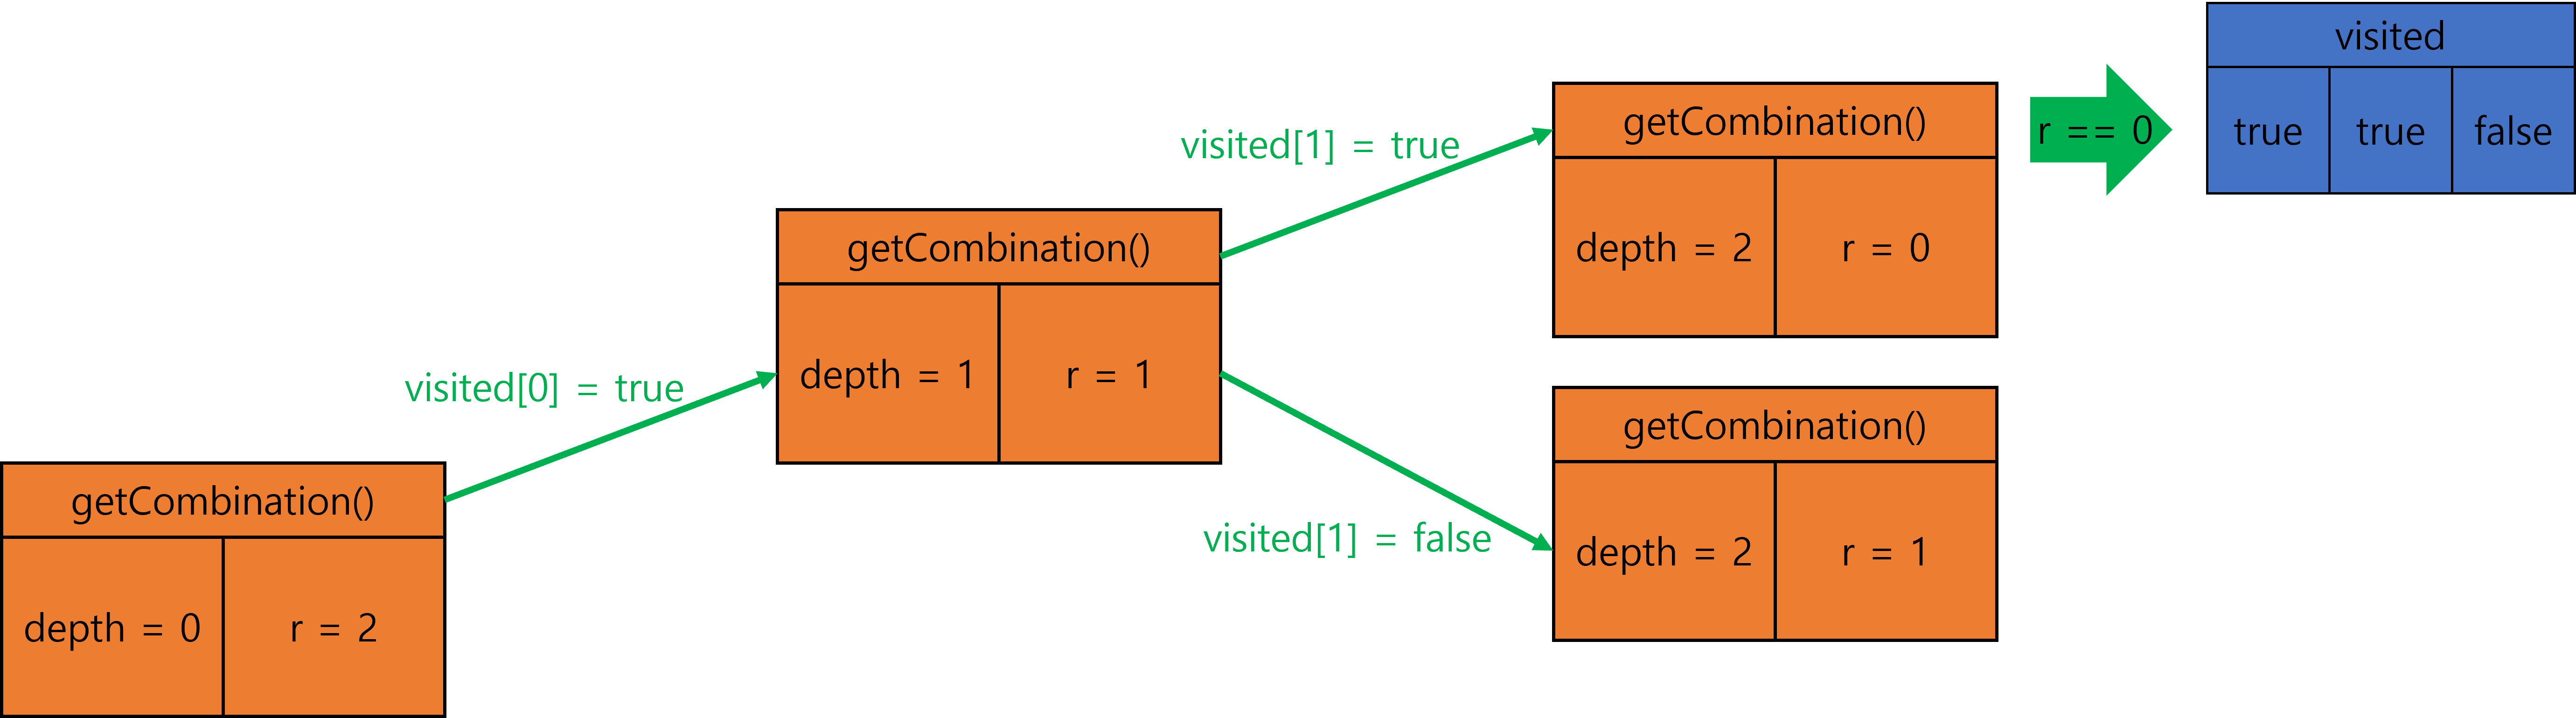 getCombination()
depth = 0
r = 2
visited[0] = true
getCombination()
depth = 1
r = 1
visited[1] = true
getCombination()
depth = 2
r = 0
r == 0
visited
true true false
visited[1] = false
getCombination()
depth = 2
r = 1